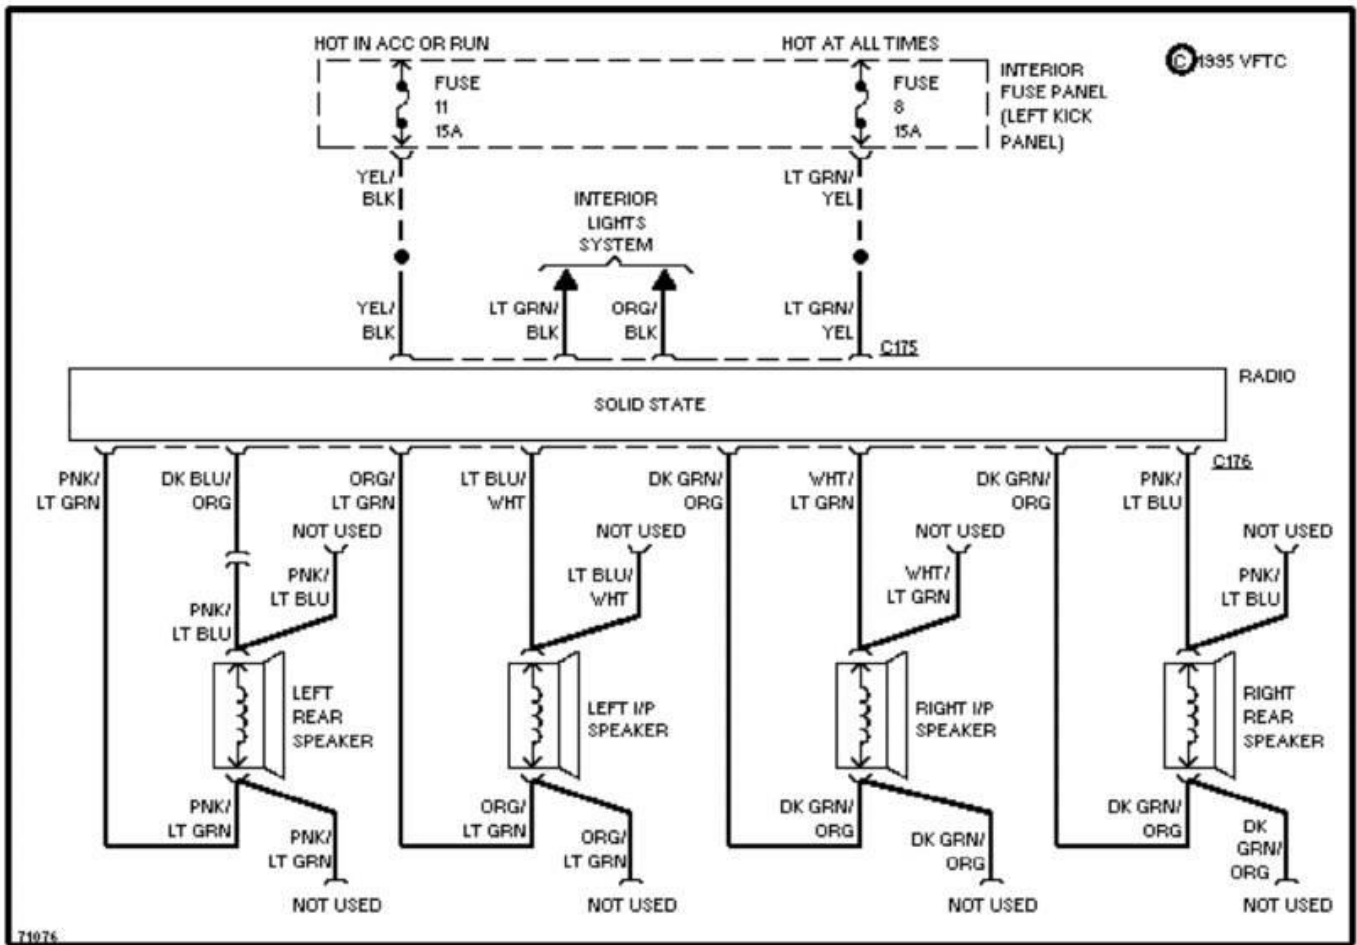 HOT IN ACC OR RUN
HOT AT ALL TIMES
© 1995 VFTC
FUSE
11
15A
FUSE
8
15A
INTERIOR
FUSE PANEL
(LEFT KICK
PANEL)
YEL/
BLK
INTERIOR
LIGHTS
SYSTEM
LT GRN/
YEL
YEL/
BLK
LT GRN/
BLK
ORG/
BLK
LT GRN/
YEL
C175
SOLID STATE
RADIO
PNK/
LT GRN
DK BLU/
ORG
ORG/
LT GRN
LT BLU/
WHT
DK GRN/
ORG
WHT/
LT GRN
DK GRN/
ORG
PNK/
LT BLU
C176
NOT USED
NOT USED
NOT USED
NOT USED
PNK/
LT BLU
PNK/
LT BLU
LT BLU/
WHT
WHT/
LT GRN
PNK/
LT BLU
LEFT
REAR
SPEAKER
LEFT I/P
SPEAKER
RIGHT I/P
SPEAKER
RIGHT
REAR
SPEAKER
PNK/
LT GRN
PNK/
LT GRN
ORG/
LT GRN
ORG/
LT GRN
DK GRN/
ORG
DK GRN/
ORG
DK GRN/
ORG
DK
GRN/
ORG
NOT USED
NOT USED
NOT USED
NOT USED
71076